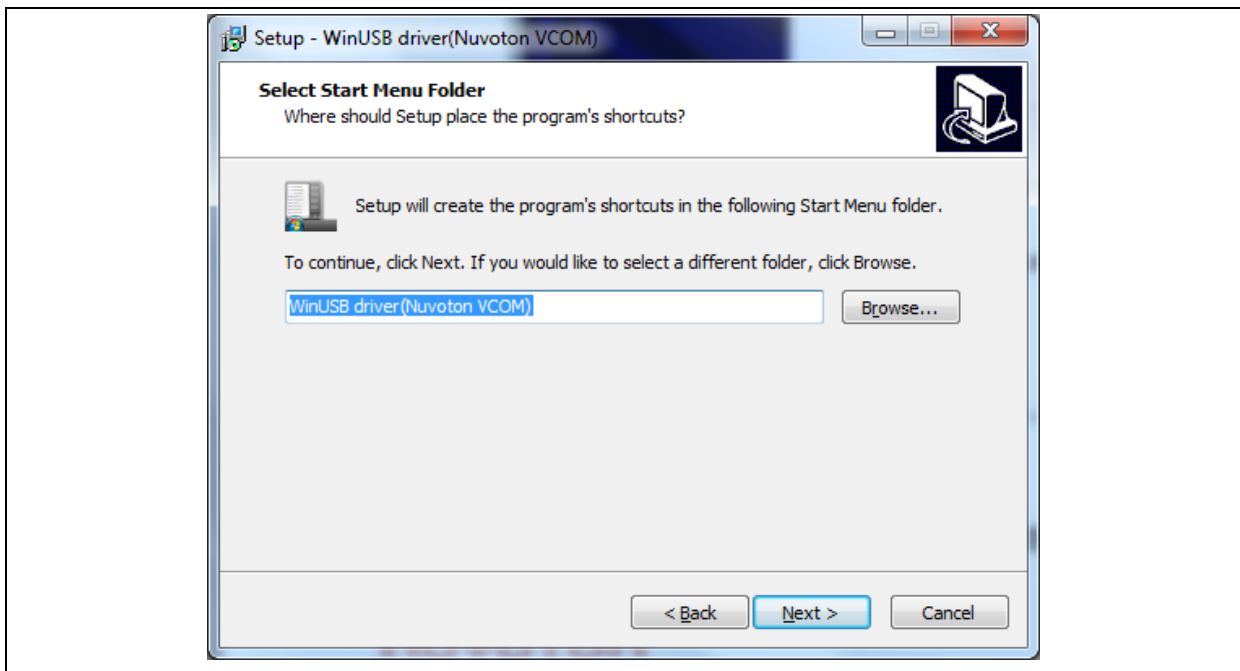 Setup - WinUSB driver(Nuvoton VCOM)
Select Start Menu Folder
Where should Setup place the program's shortcuts?
Setup will create the program's shortcuts in the following Start Menu folder.
To continue, click Next. If you would like to select a different folder, click Browse.
WinUSB driver(Nuvoton VCOM)
Browse...
< Back
Next >
Cancel